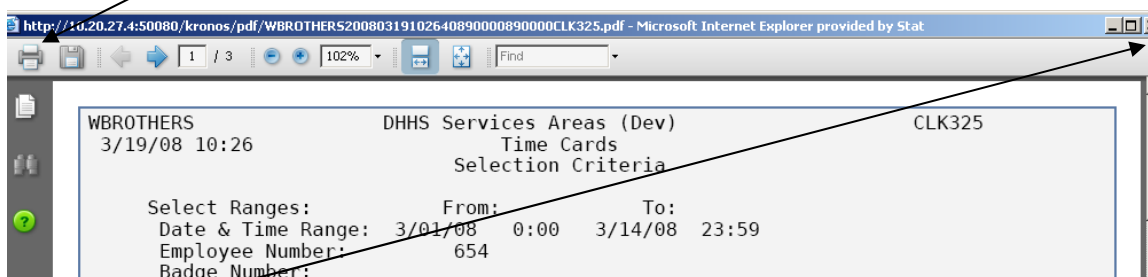 http://10.20.27.4:50080/kronos/pdf/WBROTHERS20080319102640890000890000CLK325.pdf - Microsoft Internet Explorer provided by Stat
1 / 3 102% Find
WBROTHERS DHHS Services Areas (Dev) CLK325
3/19/08 10:26 Time Cards
Selection Criteria
Select Ranges: From: To:
Date & Time Range: 3/01/08 0:00 3/14/08 23:59
Employee Number: 654
Badge Number: